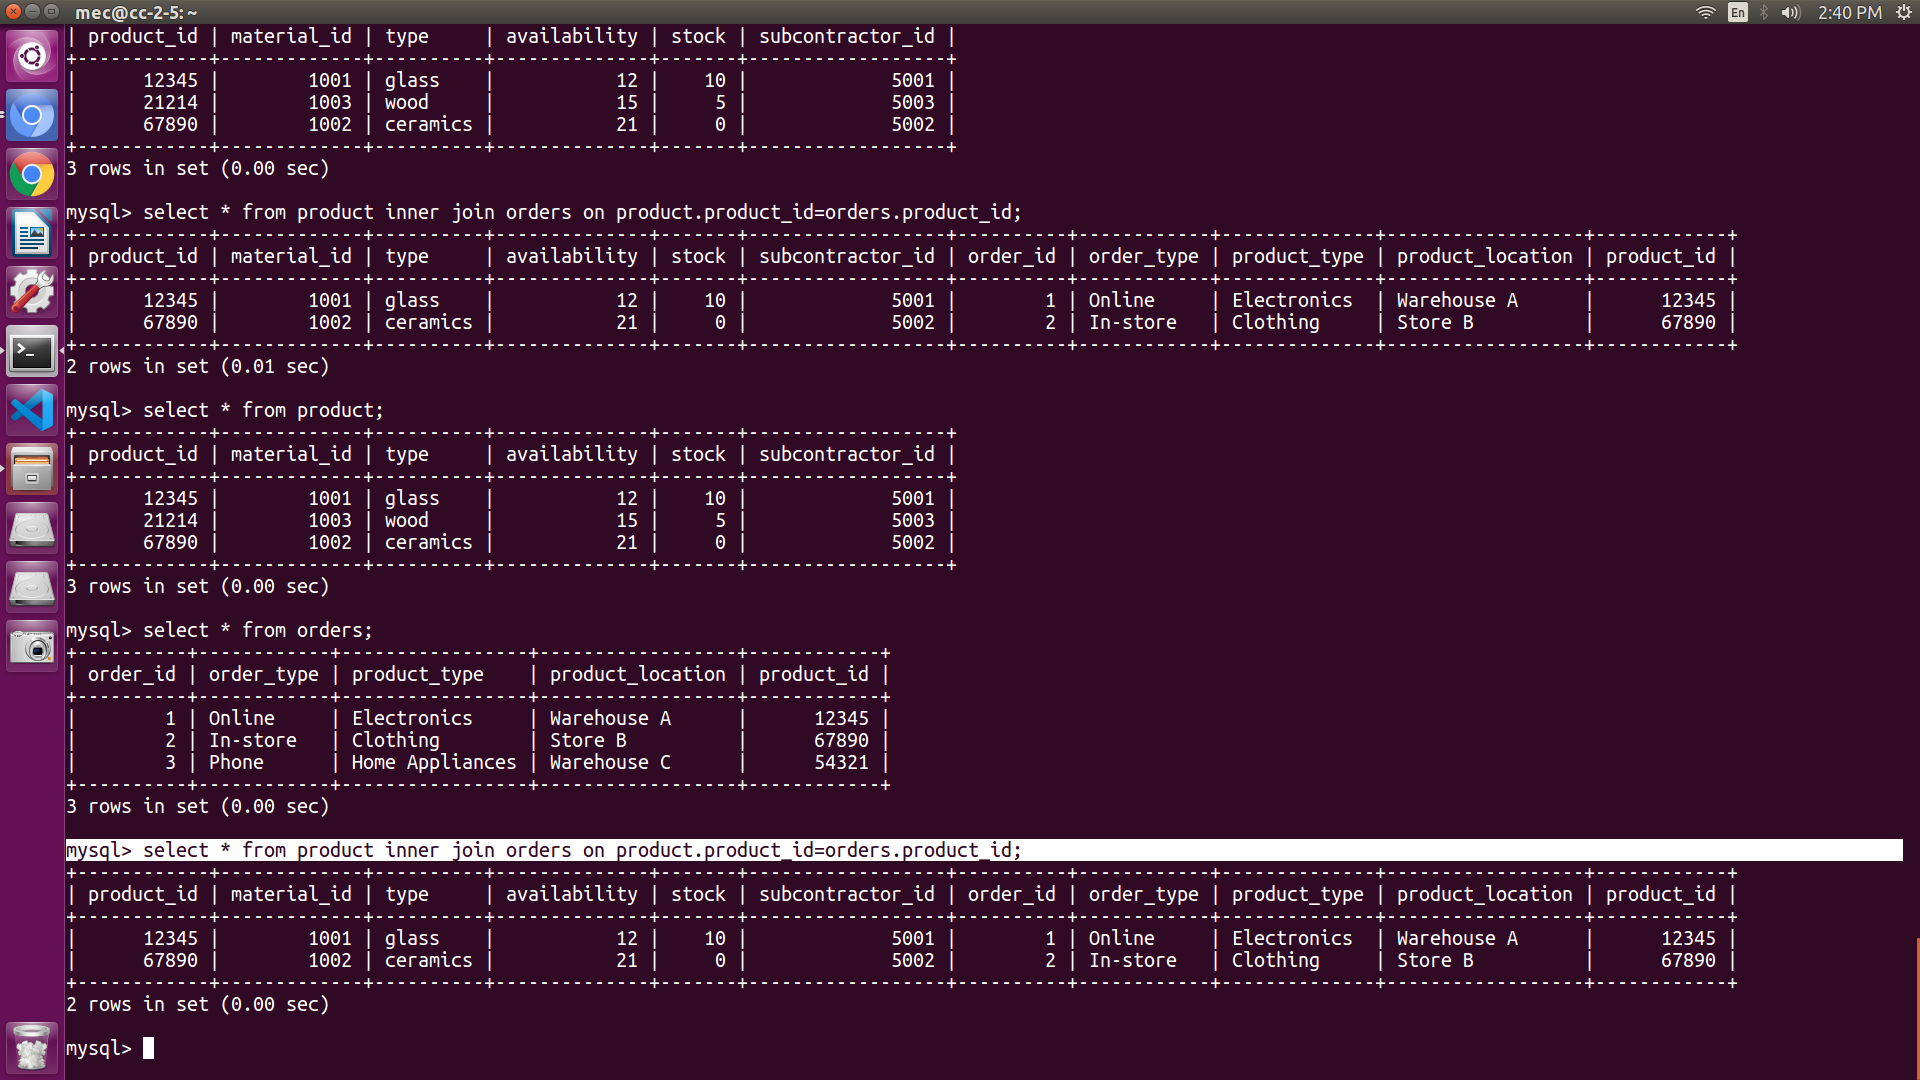 mec@cc-2-5: ~
En
2:40 PM
| product_id | material_id | type     | availability | stock | subcontractor_id |
+------------+-------------+----------+--------------+-------+------------------+
|      12345 |        1001 | glass    |           12 |    10 |             5001 |
|      21214 |        1003 | wood     |           15 |     5 |             5003 |
|      67890 |        1002 | ceramics |           21 |     0 |             5002 |
+------------+-------------+----------+--------------+-------+------------------+
3 rows in set (0.00 sec)
mysql> select * from product inner join orders on product.product_id=orders.product_id;
+------------+-------------+----------+--------------+-------+------------------+----------+------------+--------------+------------------+------------+
| product_id | material_id | type     | availability | stock | subcontractor_id | order_id | order_type | product_type | product_location | product_id |
+------------+-------------+----------+--------------+-------+------------------+----------+------------+--------------+------------------+------------+
|      12345 |        1001 | glass    |           12 |    10 |             5001 |        1 | Online     | Electronics  | Warehouse A      |      12345 |
|      67890 |        1002 | ceramics |           21 |     0 |             5002 |        2 | In-store   | Clothing     | Store B          |      67890 |
+------------+-------------+----------+--------------+-------+------------------+----------+------------+--------------+------------------+------------+
2 rows in set (0.01 sec)
mysql> select * from product;
+------------+-------------+----------+--------------+-------+------------------+
| product_id | material_id | type     | availability | stock | subcontractor_id |
+------------+-------------+----------+--------------+-------+------------------+
|      12345 |        1001 | glass    |           12 |    10 |             5001 |
|      21214 |        1003 | wood     |           15 |     5 |             5003 |
|      67890 |        1002 | ceramics |           21 |     0 |             5002 |
+------------+-------------+----------+--------------+-------+------------------+
3 rows in set (0.00 sec)
mysql> select * from orders;
+----------+------------+-----------------+------------------+------------+
| order_id | order_type | product_type    | product_location | product_id |
+----------+------------+-----------------+------------------+------------+
|        1 | Online     | Electronics     | Warehouse A      |      12345 |
|        2 | In-store   | Clothing        | Store B          |      67890 |
|        3 | Phone      | Home Appliances | Warehouse C      |      54321 |
+----------+------------+-----------------+------------------+------------+
3 rows in set (0.00 sec)
mysql> select * from product inner join orders on product.product_id=orders.product_id;
+------------+-------------+----------+--------------+-------+------------------+----------+------------+--------------+------------------+------------+
| product_id | material_id | type     | availability | stock | subcontractor_id | order_id | order_type | product_type | product_location | product_id |
+------------+-------------+----------+--------------+-------+------------------+----------+------------+--------------+------------------+------------+
|      12345 |        1001 | glass    |           12 |    10 |             5001 |        1 | Online     | Electronics  | Warehouse A      |      12345 |
|      67890 |        1002 | ceramics |           21 |     0 |             5002 |        2 | In-store   | Clothing     | Store B          |      67890 |
+------------+-------------+----------+--------------+-------+------------------+----------+------------+--------------+------------------+------------+
2 rows in set (0.00 sec)
mysql>